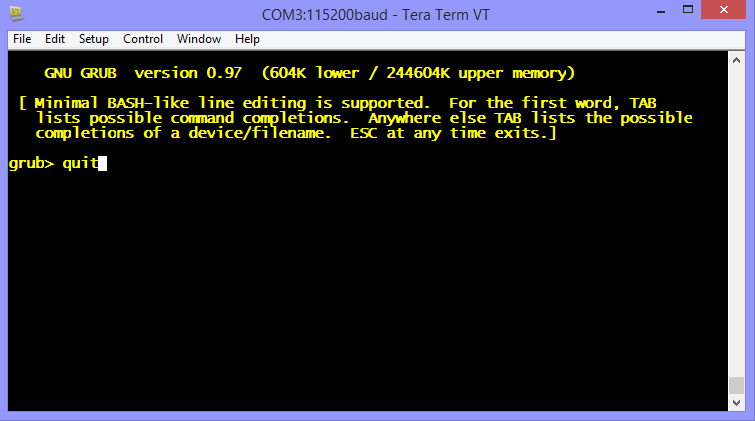 COM3:115200baud - Tera Term VT
File Edit Setup Control Window Help
GNU GRUB version 0.97 (604K lower / 244604K upper memory)
[ Minimal BASH-like line editing is supported. For the first word, TAB
lists possible command completions. Anywhere else TAB lists the possible
completions of a device/filename. ESC at any time exits.]
grub> quit